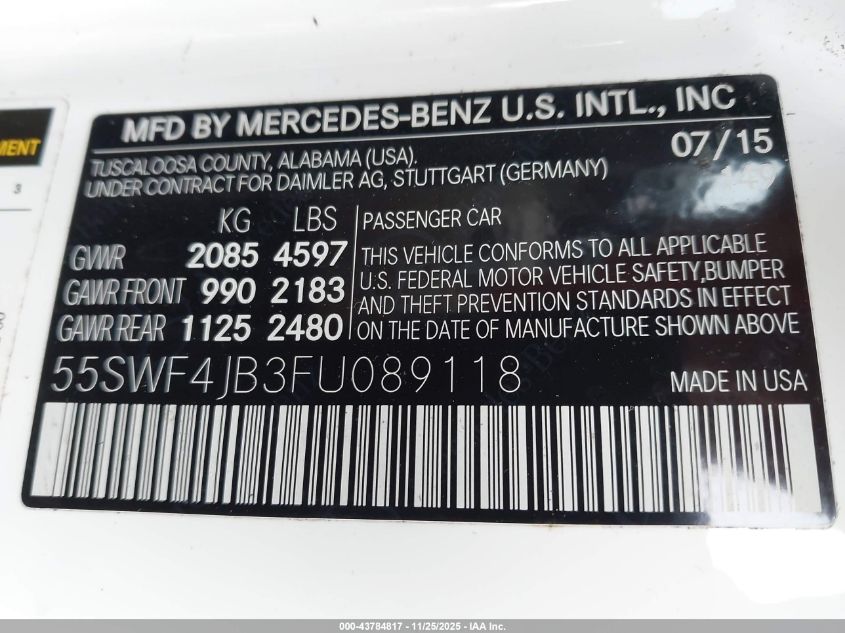 MENT
3
MFD BY MERCEDES-BENZ U.S. INTL., INC
TUSCALOOSA COUNTY, ALABAMA (USA).
07/15
UNDER CONTRACT FOR DAIMLER AG, STUTTGART (GERMANY)
149
KG LBS
PASSENGER CAR
GVWR 2085 4597
GAWR FRONT 990 2183
GAWR REAR 1125 2480
THIS VEHICLE CONFORMS TO ALL APPLICABLE
U.S. FEDERAL MOTOR VEHICLE SAFETY,BUMPER
AND THEFT PREVENTION STANDARDS IN EFFECT
ON THE DATE OF MANUFACTURE SHOWN ABOVE
55SWF4JB3FU089118
MADE IN USA
000-43784817 - 11/25/2025 - IAA Inc.